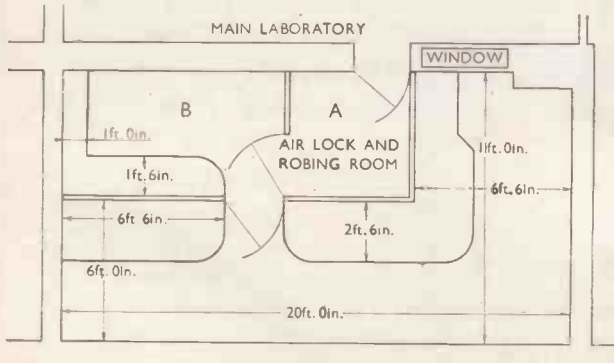 MAIN LABORATORY
WINDOW
B
A
1ft. 0in.
AIR LOCK AND
ROBING ROOM
11ft. 0in.
1ft. 6in.
6ft. 6in.
6ft 6in.
2ft. 6in.
6ft. 0in.
20ft. 0in.